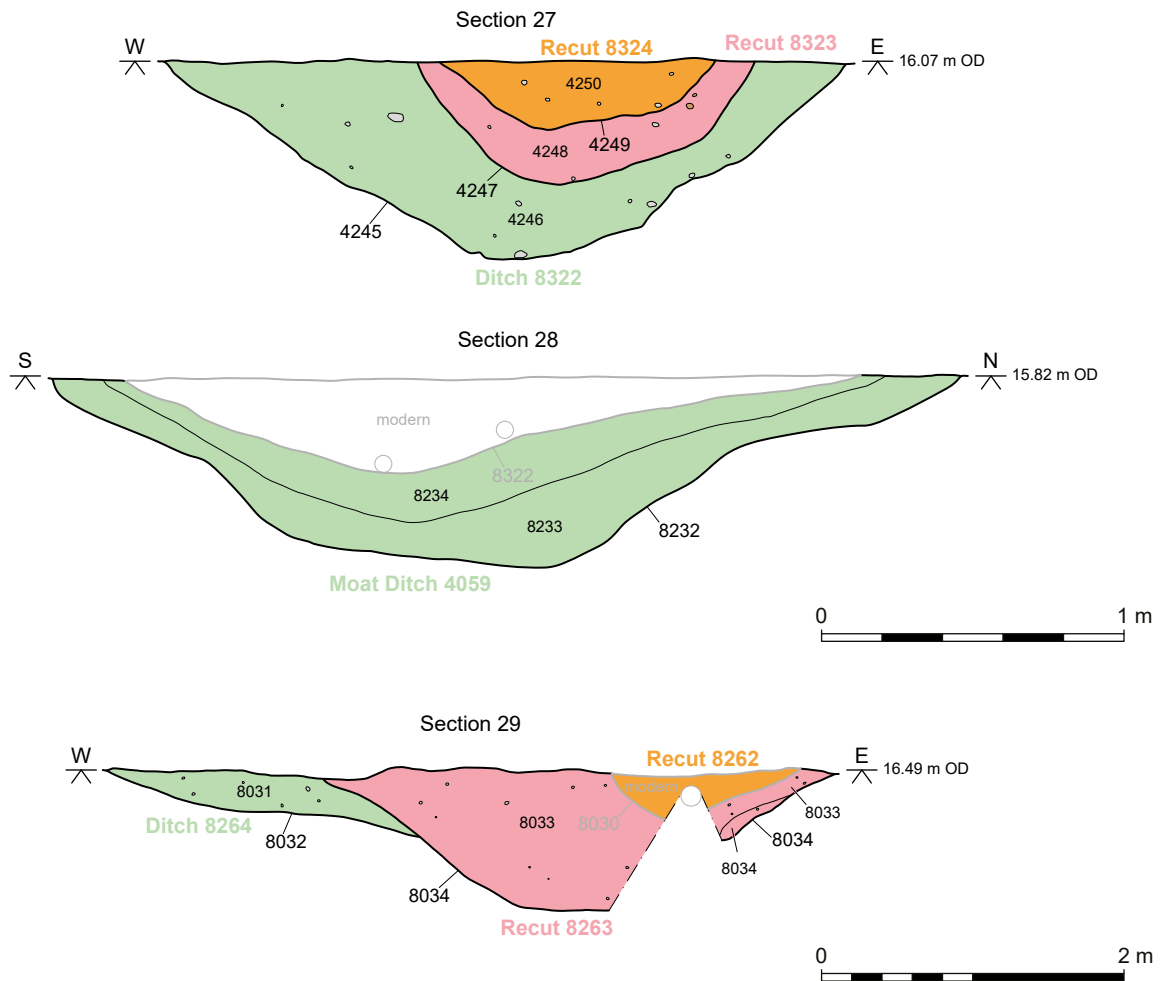 Section 27
W
Recut 8324
Recut 8323
E
16.07 m OD
4250
4249
4248
4247
4246
4245
Ditch 8322
Section 28
S
N
15.82 m OD
modern
8322
8234
8233
8232
Moat Ditch 4059
0 1 m
Section 29
W
Recut 8262
E
16.49 m OD
8031
modern
8033
8030
8033
Ditch 8264
8032
8034
8034
8034
Recut 8263
0 2 m